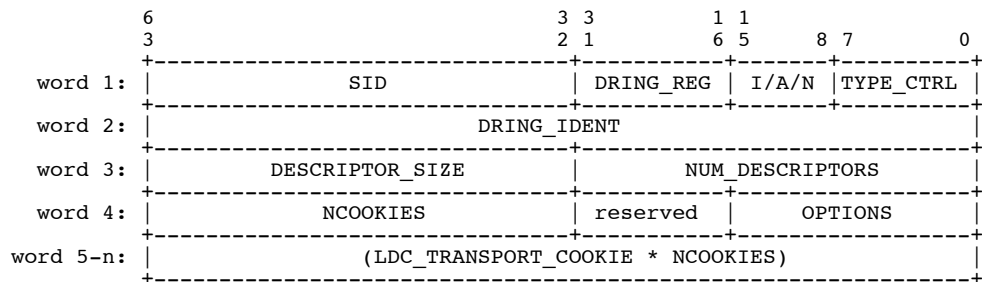 6 3 3 1 1
3 2 1 6 5 8 7 0
word 1: | SID | DRING_REG | I/A/N |TYPE_CTRL |
word 2: | DRING_IDENT |
word 3: | DESCRIPTOR_SIZE | NUM_DESCRIPTORS |
word 4: | NCOOKIES | reserved | OPTIONS |
word 5-n: | (LDC_TRANSPORT_COOKIE * NCOOKIES) |